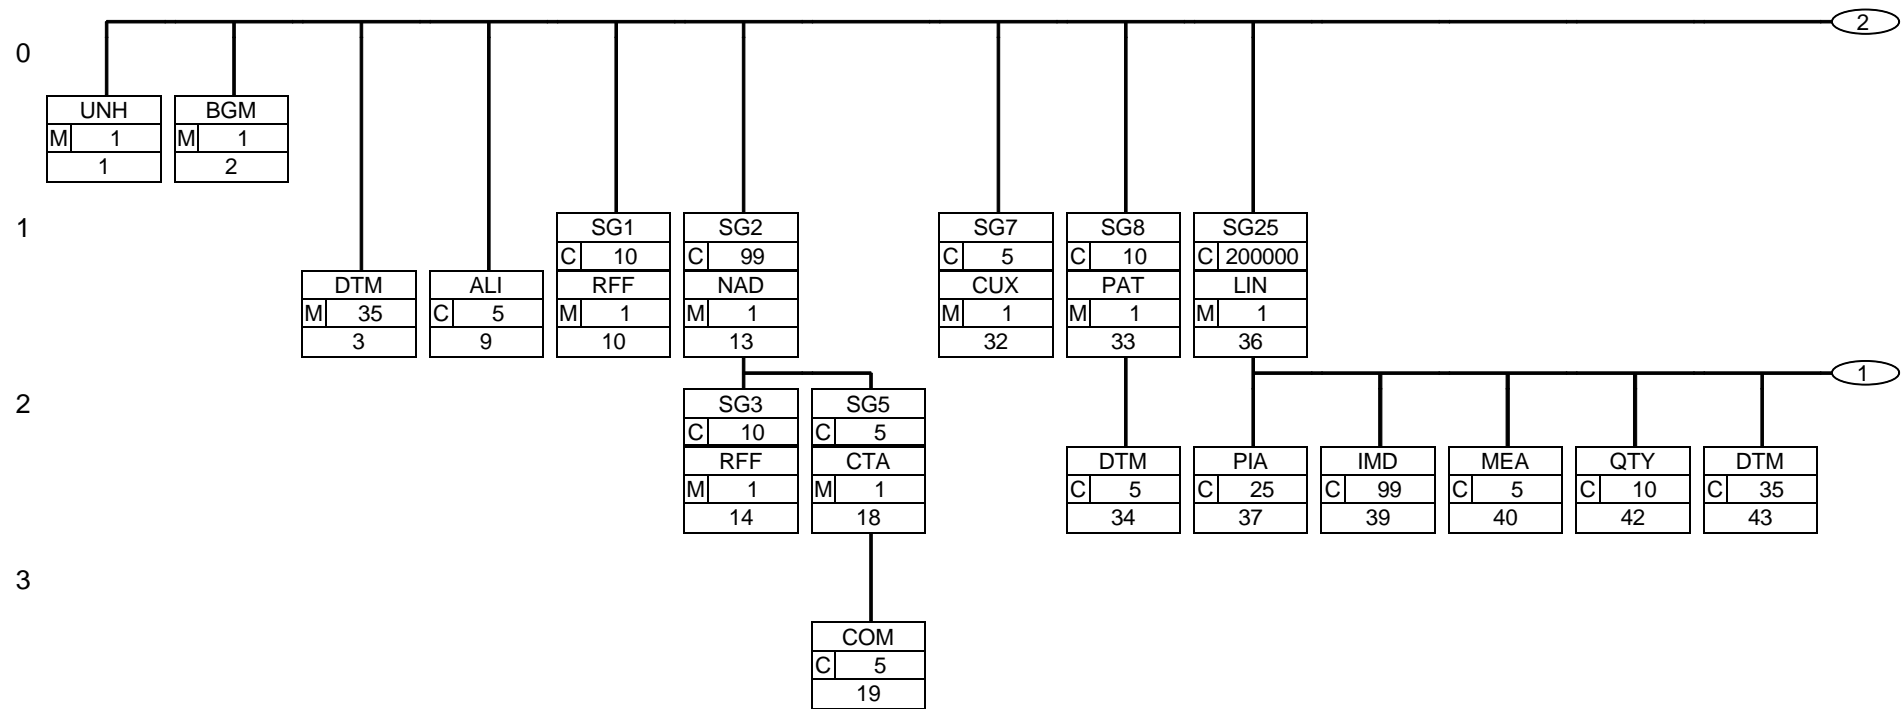 2
0
UNH BGM
M 1 M 1
1 2
1
SG1 SG2 SG7 SG8 SG25
C 10 C 99 C 5 C 10 C 200000
DTM ALI RFF NAD CUX PAT LIN
M 35 C 5 M 1 M 1 M 1 M 1 M 1
3 9 10 13 32 33 36
1
2
SG3 SG5
C 10 C 5
RFF CTA DTM PIA IMD MEA QTY DTM
M 1 M 1 C 5 C 25 C 99 C 5 C 10 C 35
14 18 34 37 39 40 42 43
3
COM
C 5
19